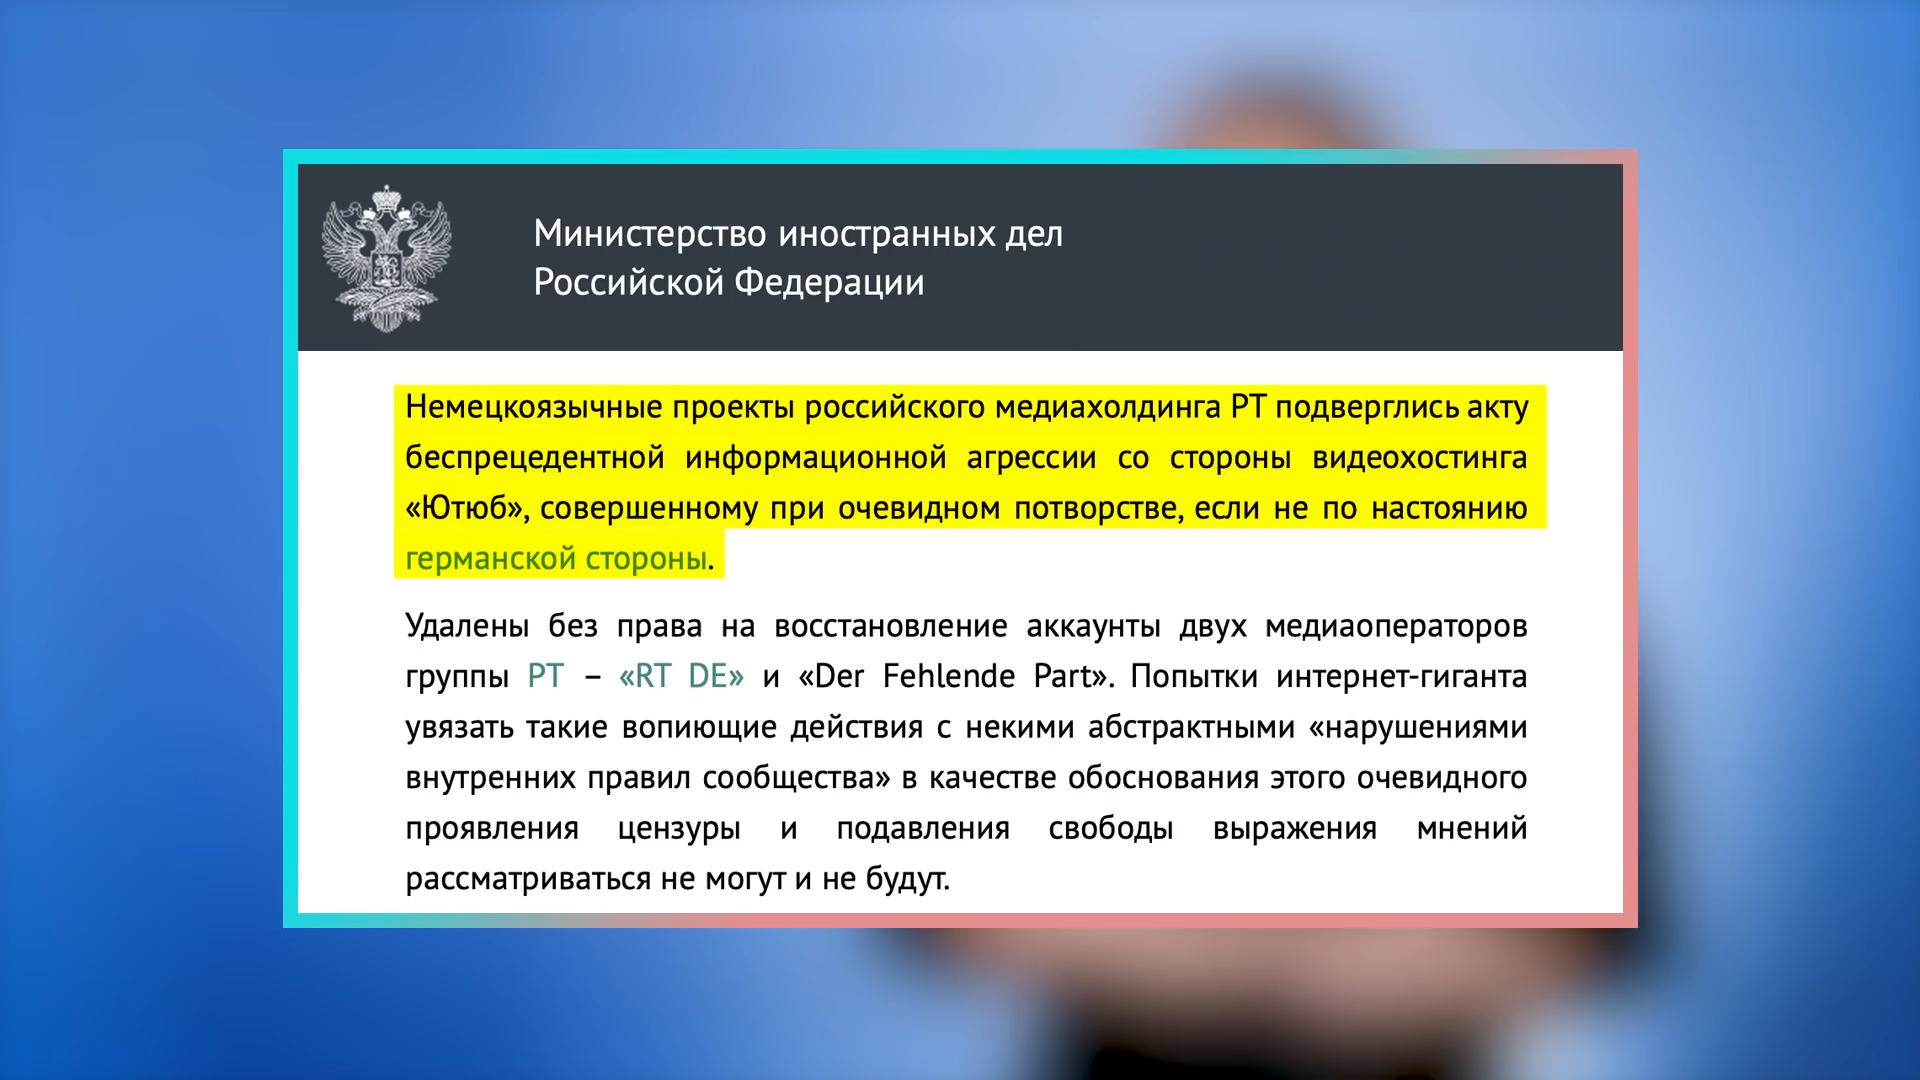 Министерство иностранных дел
Российской Федерации
Немецкоязычные проекты российского медиахолдинга РТ подверглись акту
беспрецедентной информационной агрессии со стороны видеохостинга
«Ютюб», совершенному при очевидном потворстве, если не по настоянию
германской стороны.
Удалены без права на восстановление аккаунты двух медиаоператоров
группы РТ – «RT DE» и «Der Fehlende Part». Попытки интернет-гиганта
увязать такие вопиющие действия с некими абстрактными «нарушениями
внутренних правил сообщества» в качестве обоснования этого очевидного
проявления цензуры и подавления свободы выражения мнений
рассматриваться не могут и не будут.